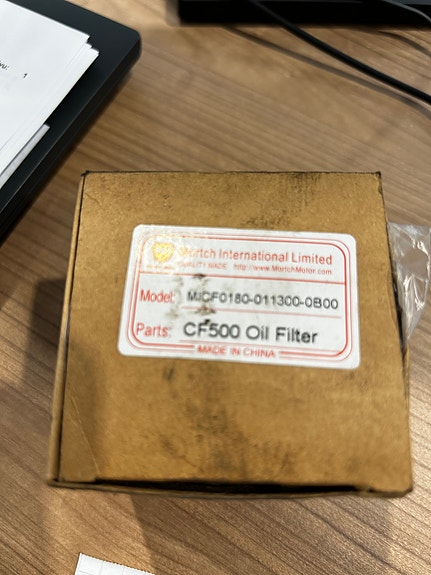 Mortch International Limited
QUALITY MADE http://www.MortchMotor.com
Model: MJCF0180-011300-0B00
Parts: CF500 Oil Filter
MADE IN CHINA
1